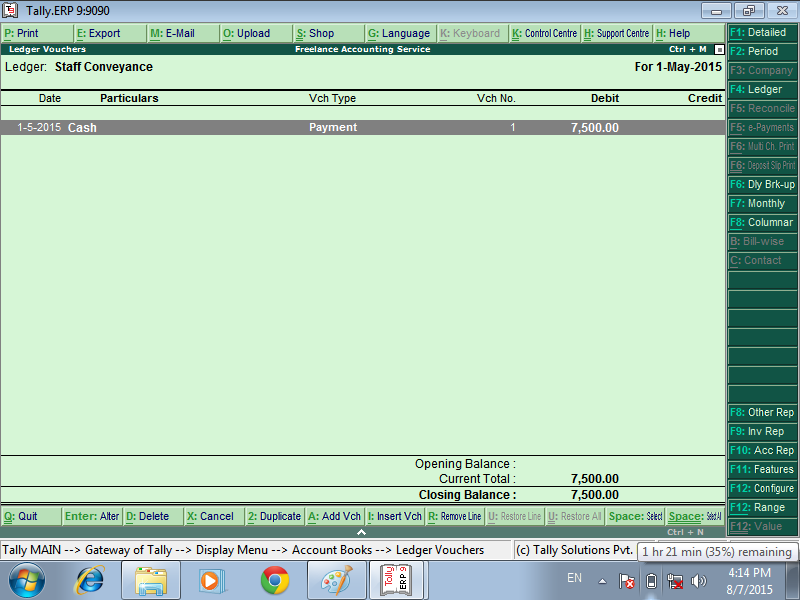 Tally.ERP 9:9090
P: Print E: Export M: E-Mail O: Upload S: Shop G: Language K: Keyboard K: Control Centre H: Support Centre H: Help
Ledger Vouchers Freelance Accounting Service Ctrl + M
Ledger: Staff Conveyance For 1-May-2015
Date Particulars Vch Type Vch No. Debit Credit
1-5-2015 Cash Payment 1 7,500.00
Opening Balance :
Current Total : 7,500.00
Closing Balance : 7,500.00
F1: Detailed
F2: Period
F3: Company
F4: Ledger
F5: Reconcile
F5: e-Payments
F6: Multi Ch. Print
F6: Deposit Slip Print
F6: Dly Brk-up
F7: Monthly
F8: Columnar
B: Bill-wise
C: Contact
F8: Other Rep
F9: Inv Rep
F10: Acc Rep
F11: Features
F12: Configure
F12: Range
F12: Value
Q: Quit Enter: Alter D: Delete X: Cancel 2: Duplicate A: Add Vch I: Insert Vch R: Remove Line U: Restore Line U: Restore All Space: Select Space: Sel All
Ctrl + N
Tally MAIN --> Gateway of Tally --> Display Menu --> Account Books --> Ledger Vouchers (c) Tally Solutions Pvt.
1 hr 21 min (35%) remaining
Tally
ERP 9
EN
4:14 PM
8/7/2015